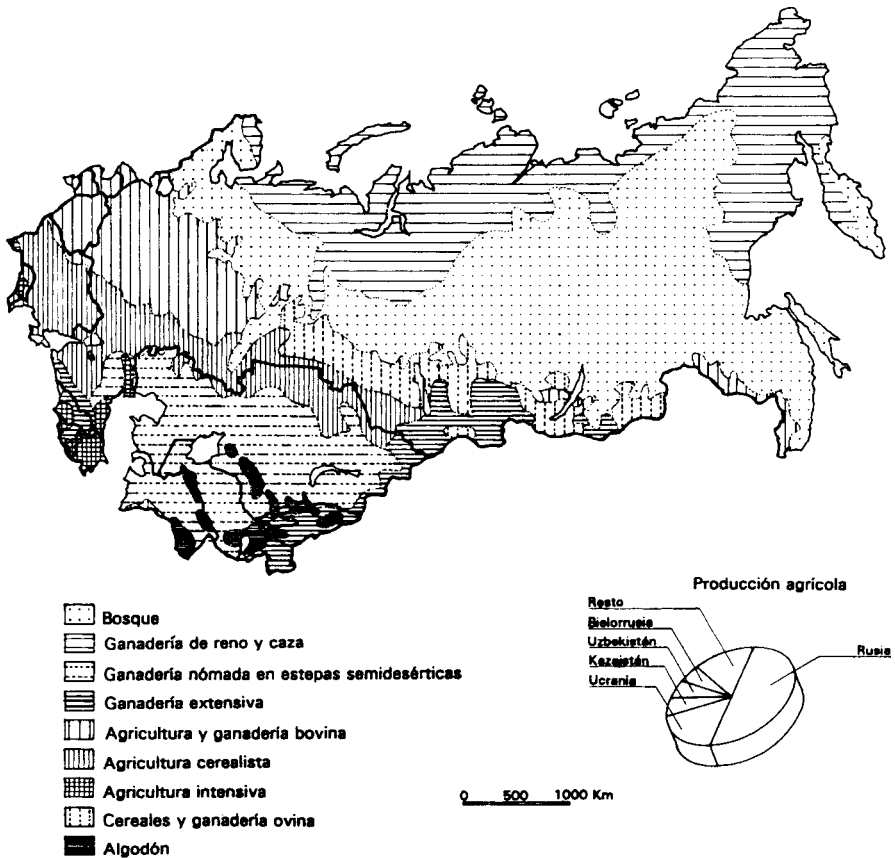 Bosque
Ganadería de reno y caza
Ganadería nómada en estepas semidesérticas
Ganadería extensiva
Agricultura y ganadería bovina
Agricultura cerealista
Agricultura intensiva
Cereales y ganadería ovina
Algodón
0 500 1000 Km
Producción agrícola
Resto
Bielorrusia
Uzbekistán
Kazajstán
Ucrania
Rusia